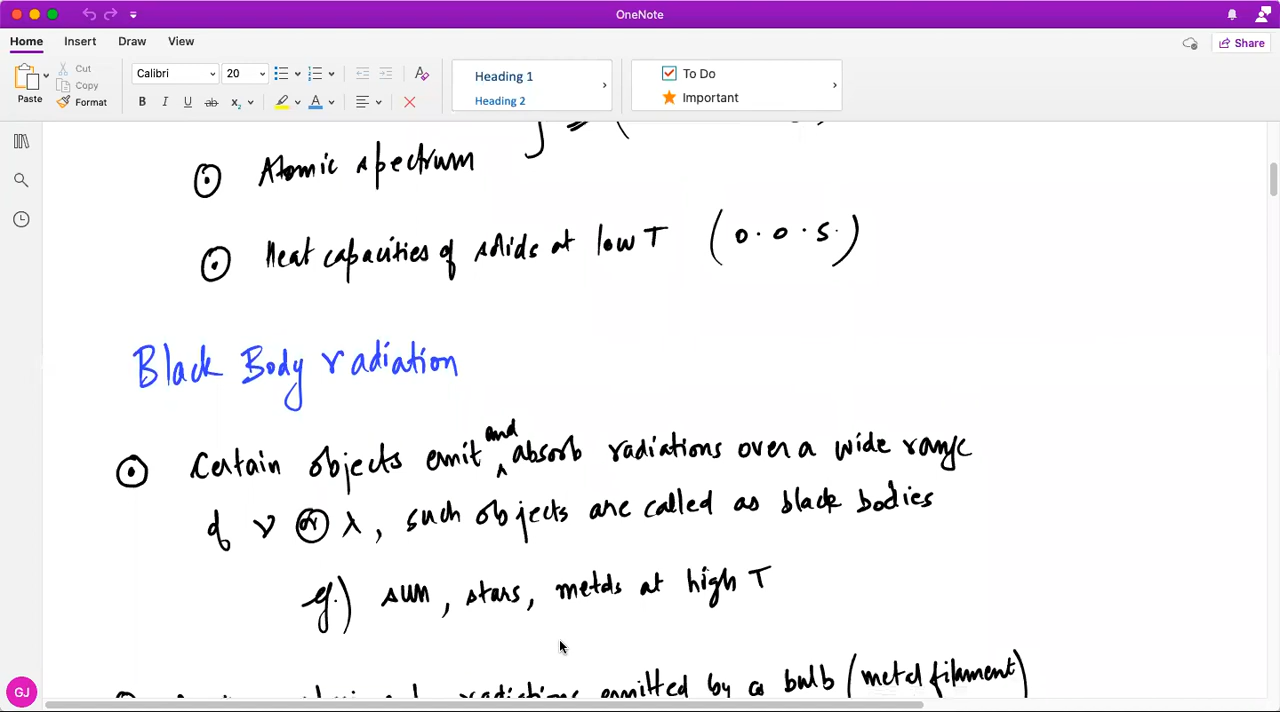 OneNote
Home Insert Draw View Share
Paste Cut Copy Format Calibri 20 Heading 1 Heading 2 To Do Important
B I U ab x A
Atomic spectrum
Heat capacities of solids at low T (O.O.S.)
Black Body radiation
Certain objects emit and absorb radiations over a wide range
of ν or λ, such objects are called as black bodies
eg.) sun, stars, metals at high T
radiations emitted by a bulb (metal filament)
GJ